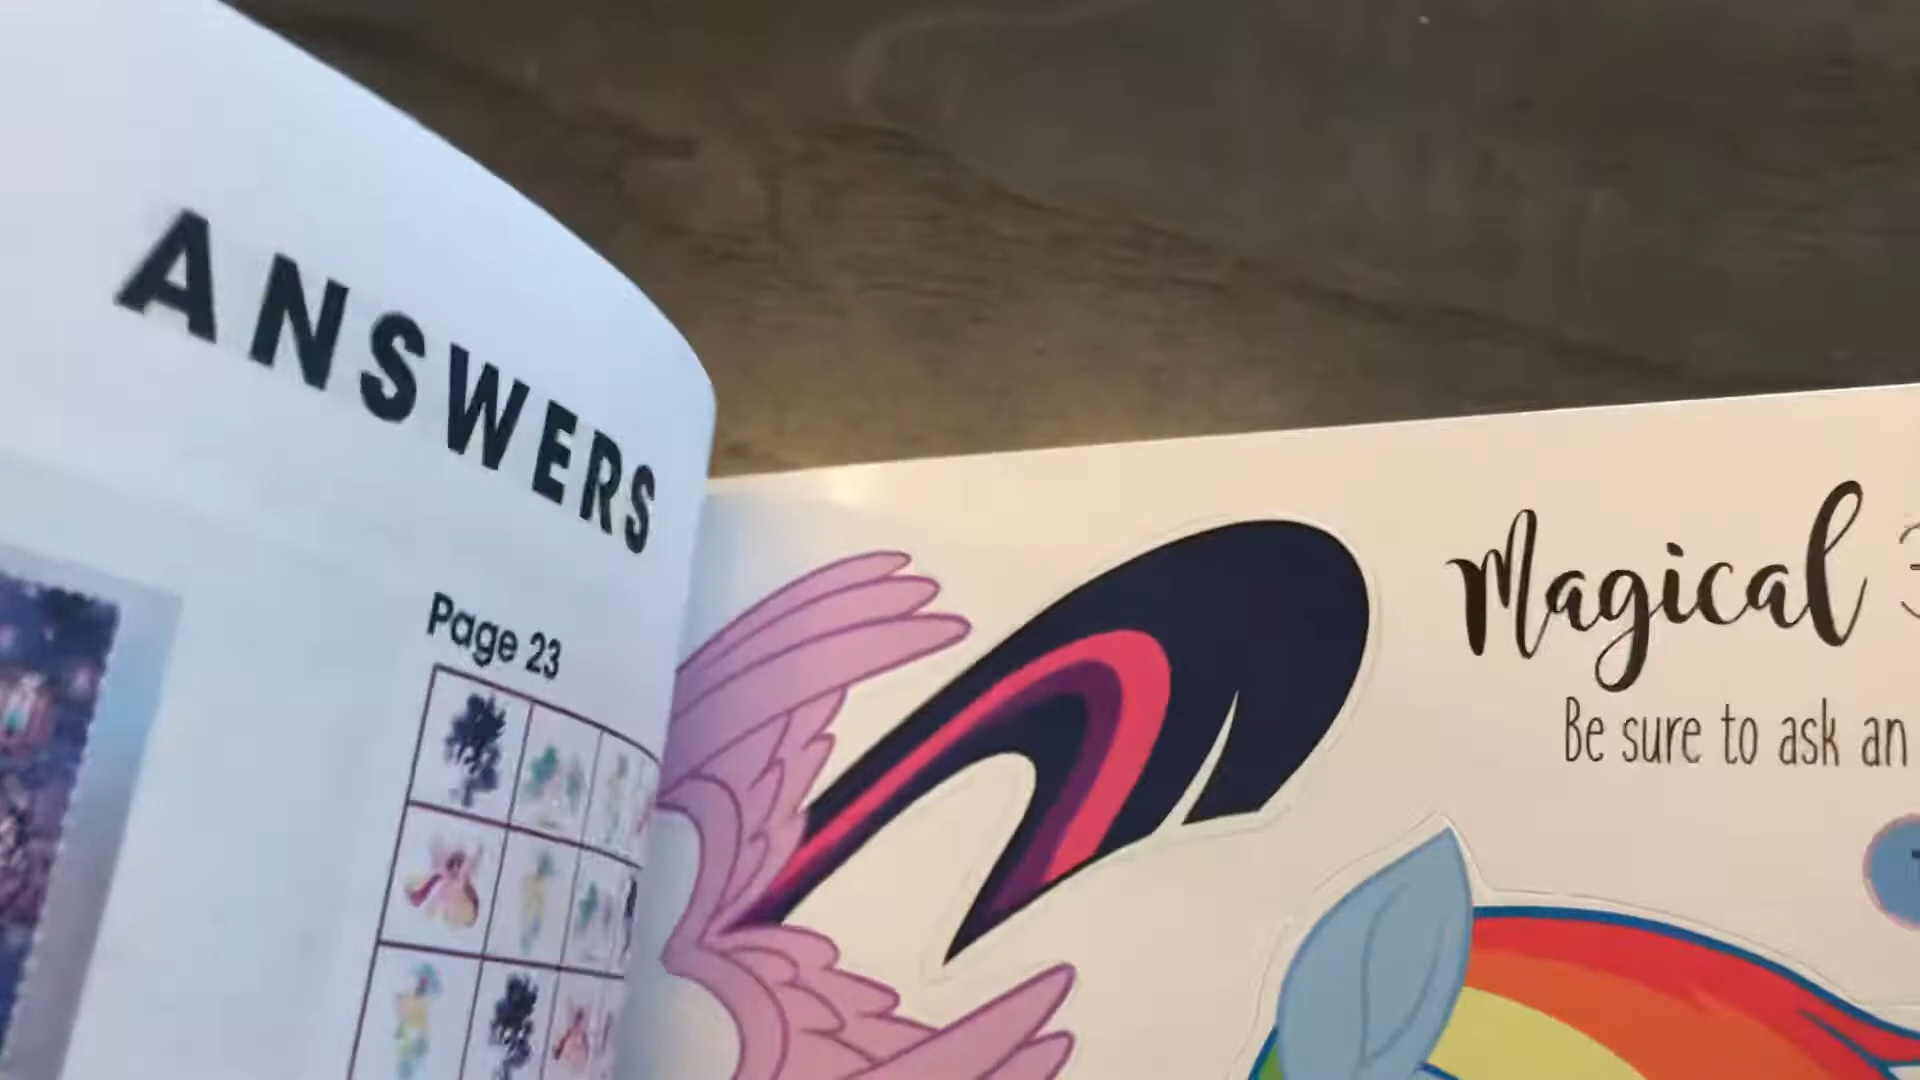 ANSWERS
Page 23
Magical
Be sure to ask an